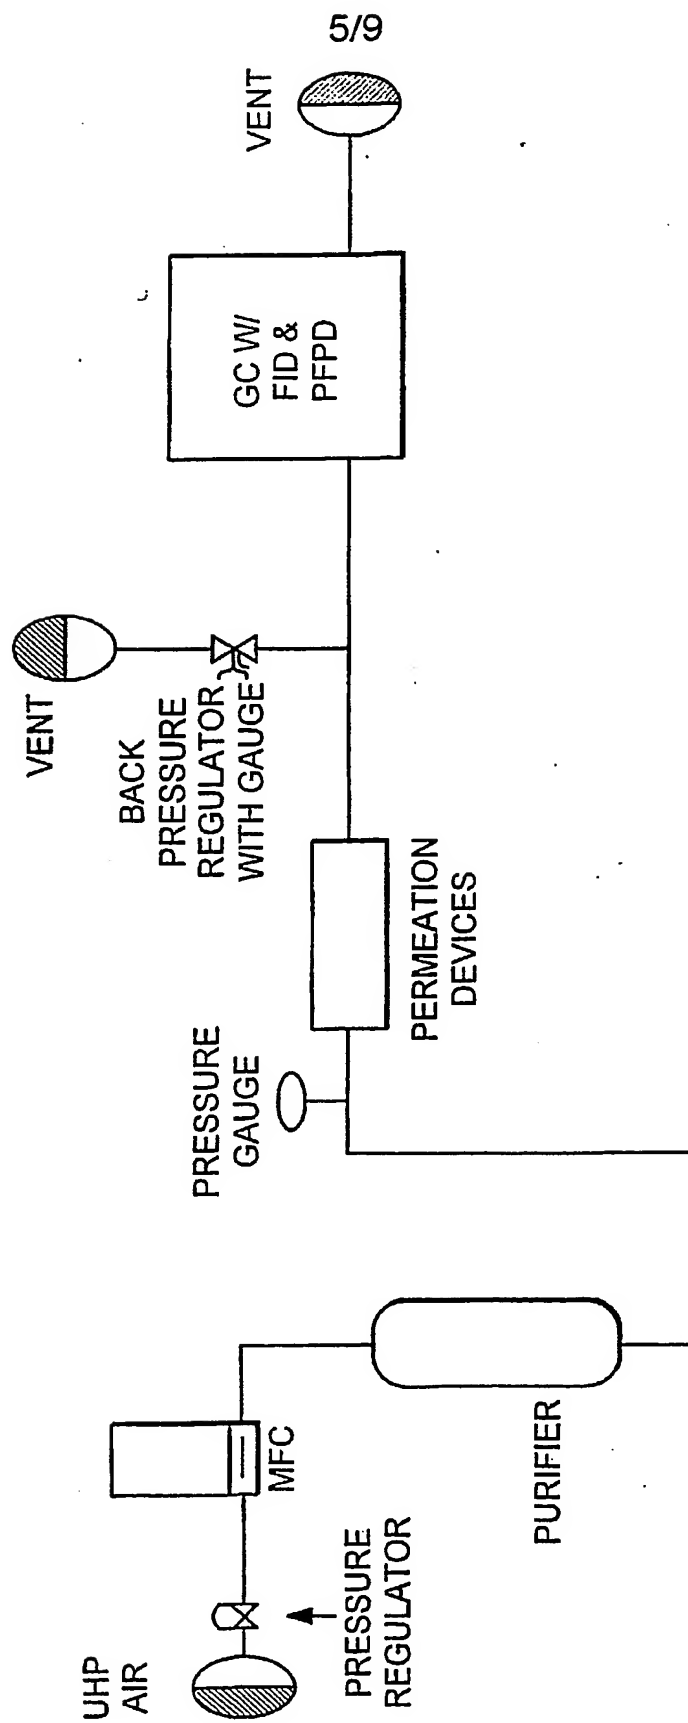 5/9
UHP
AIR
PRESSURE
REGULATOR
MFC
PURIFIER
PRESSURE
GAUGE
PERMEATION
DEVICES
VENT
BACK
PRESSURE
REGULATOR
WITH GAUGE
GC W/
FID &
PFPD
VENT